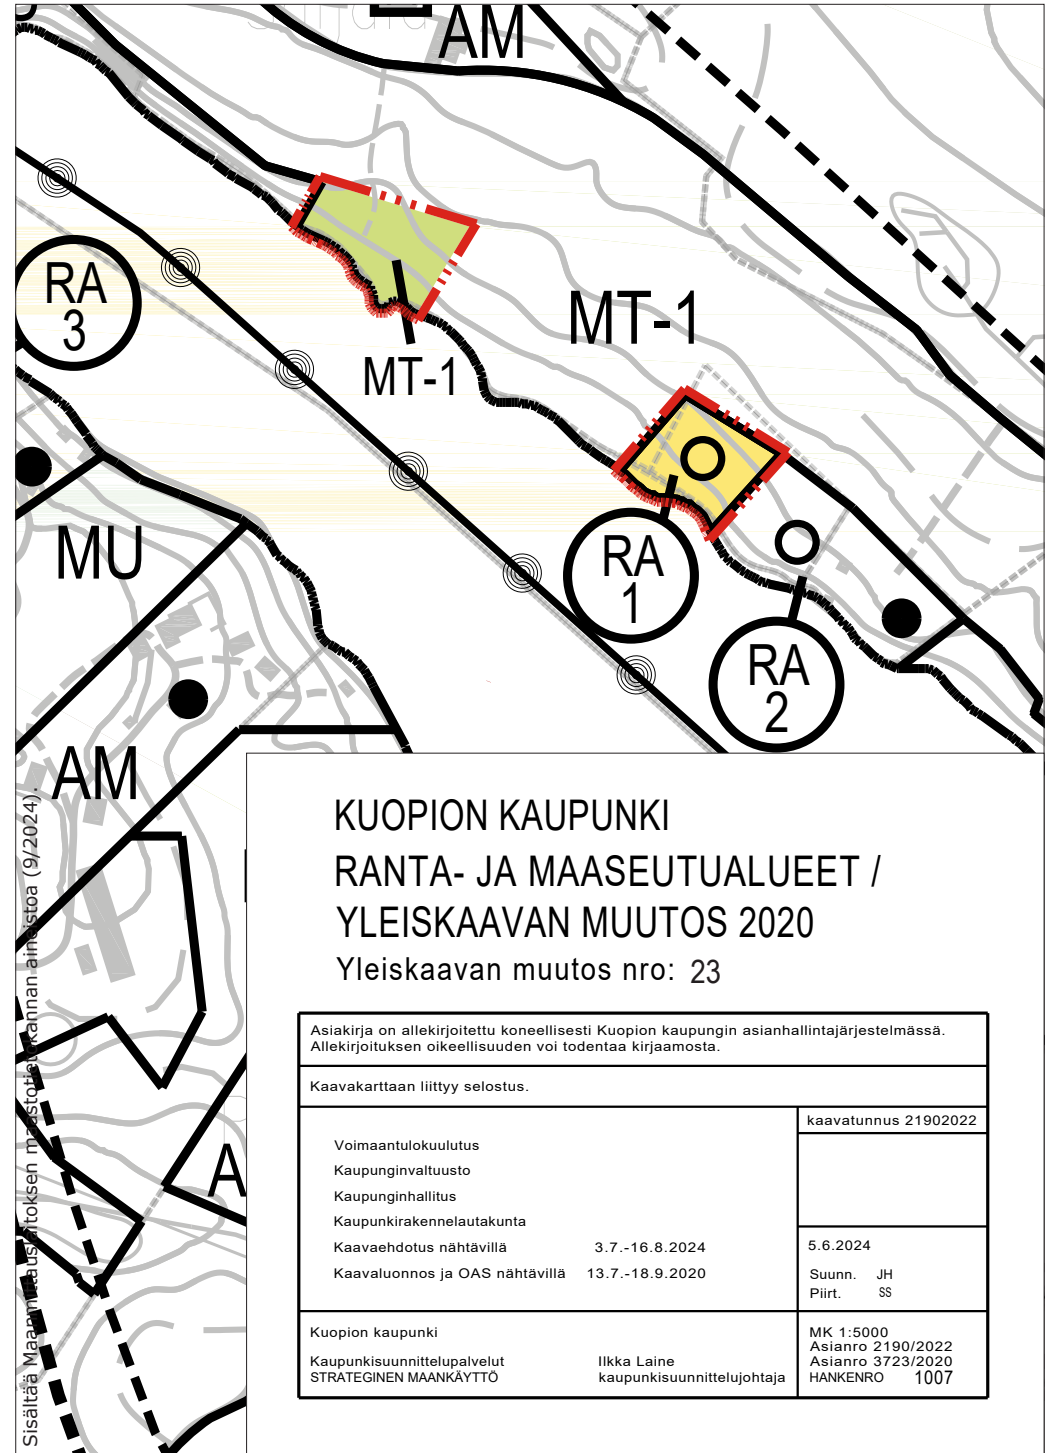 AM
RA
3
MT-1
MT-1
MU
RA
1
RA
2
AM
A
Sisältää Maanmittauslaitoksen maastotietokannan aineistoa (9/2024).
KUOPION KAUPUNKI
RANTA- JA MAASEUTUALUEET /
YLEISKAAVAN MUUTOS 2020
Yleiskaavan muutos nro: 23
Asiakirja on allekirjoitettu koneellisesti Kuopion kaupungin asianhallintajärjestelmässä.
Allekirjoituksen oikeellisuuden voi todentaa kirjaamosta.
Kaavakarttaan liittyy selostus.
kaavatunnus 21902022
Voimaantulokuulutus
Kaupunginvaltuusto
Kaupunginhallitus
Kaupunkirakennelautakunta
Kaavaehdotus nähtävillä 3.7.-16.8.2024
Kaavaluonnos ja OAS nähtävillä 13.7.-18.9.2020
5.6.2024
Suunn. JH
Piirt. SS
Kuopion kaupunki
Kaupunkisuunnittelupalvelut Ilkka Laine
STRATEGINEN MAANKÄYTTÖ kaupunkisuunnittelujohtaja
MK 1:5000
Asianro 2190/2022
Asianro 3723/2020
HANKENRO 1007